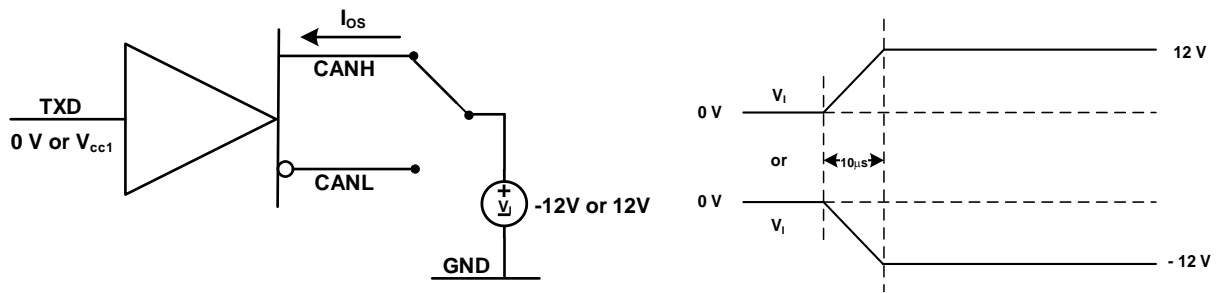 IOS
CANH
TXD
0 V or Vcc1
CANL
+
VI
-12V or 12V
GND
12 V
VI
0 V
or
10μs
0 V
VI
- 12 V